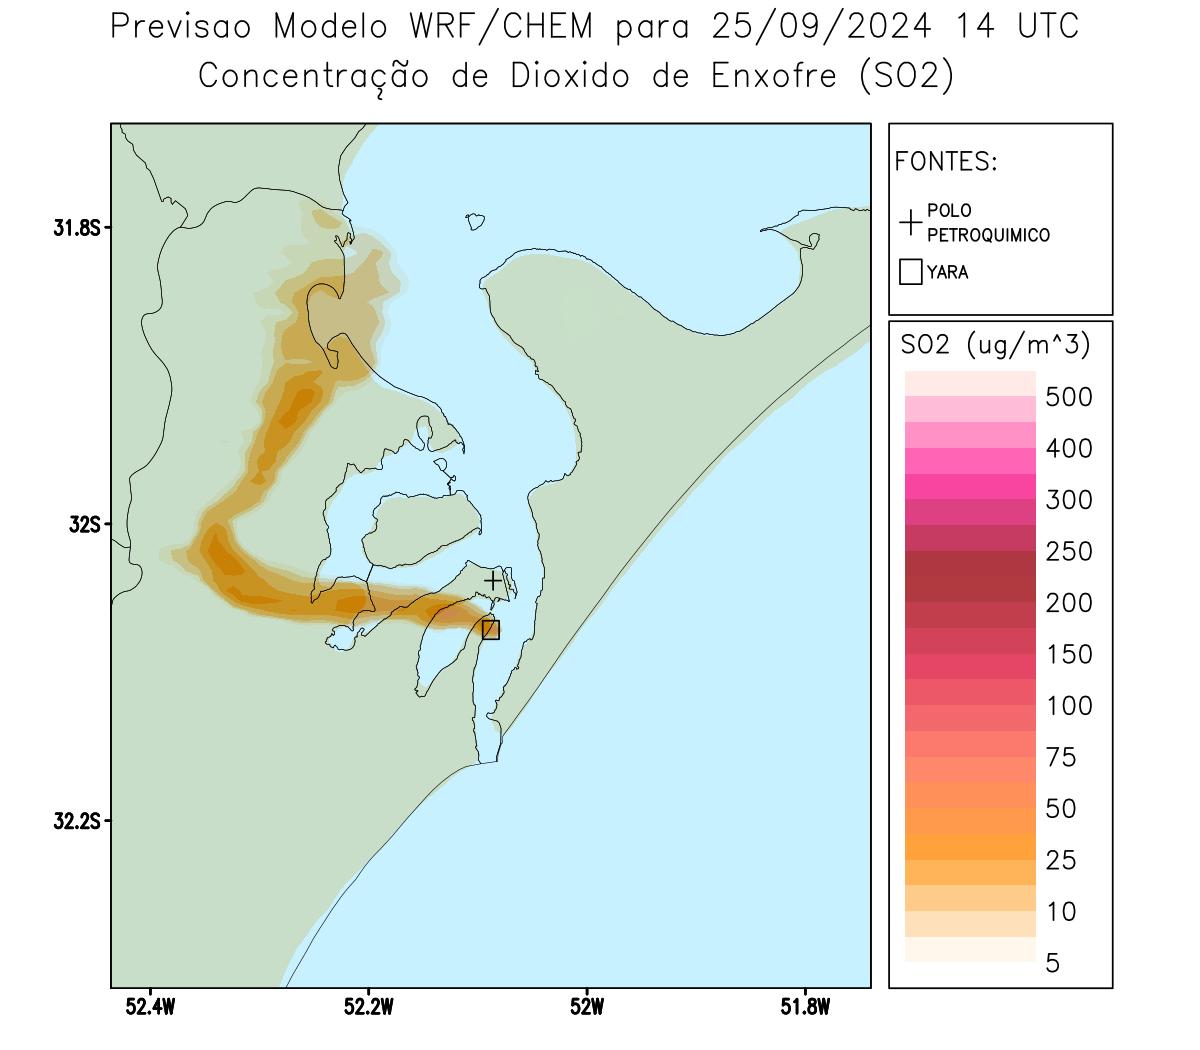 Previsao Modelo WRF/CHEM para 25/09/2024 14 UTC
Concentração de Dioxido de Enxofre (SO2)
FONTES:
POLO
PETROQUIMICO
YARA
SO2 (ug/m^3)
500
400
300
250
200
150
100
75
50
25
10
5
31.8S
32S
32.2S
52.4W
52.2W
52W
51.8W